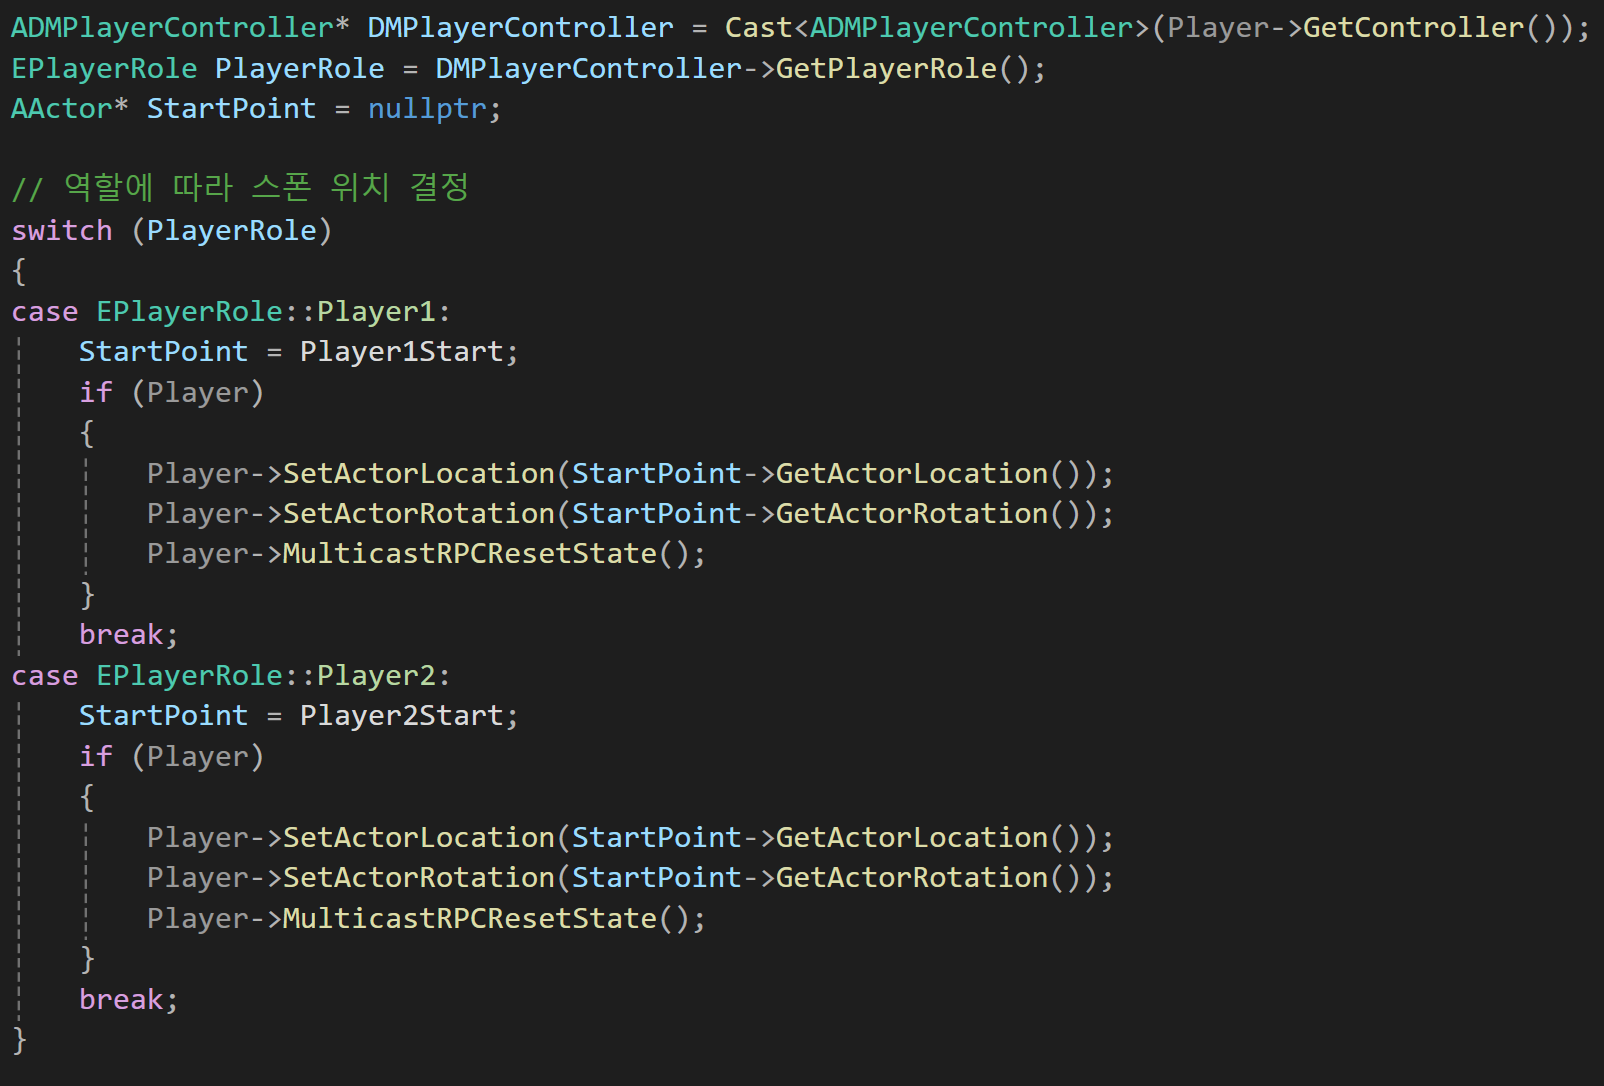 ADMPlayerController* DMPlayerController = Cast<ADMPlayerController>(Player->GetController());
EPlayerRole PlayerRole = DMPlayerController->GetPlayerRole();
AActor* StartPoint = nullptr;

// 역할에 따라 스폰 위치 결정
switch (PlayerRole)
{
case EPlayerRole::Player1:
    StartPoint = Player1Start;
    if (Player)
    {
        Player->SetActorLocation(StartPoint->GetActorLocation());
        Player->SetActorRotation(StartPoint->GetActorRotation());
        Player->MulticastRPCResetState();
    }
    break;
case EPlayerRole::Player2:
    StartPoint = Player2Start;
    if (Player)
    {
        Player->SetActorLocation(StartPoint->GetActorLocation());
        Player->SetActorRotation(StartPoint->GetActorRotation());
        Player->MulticastRPCResetState();
    }
    break;
}